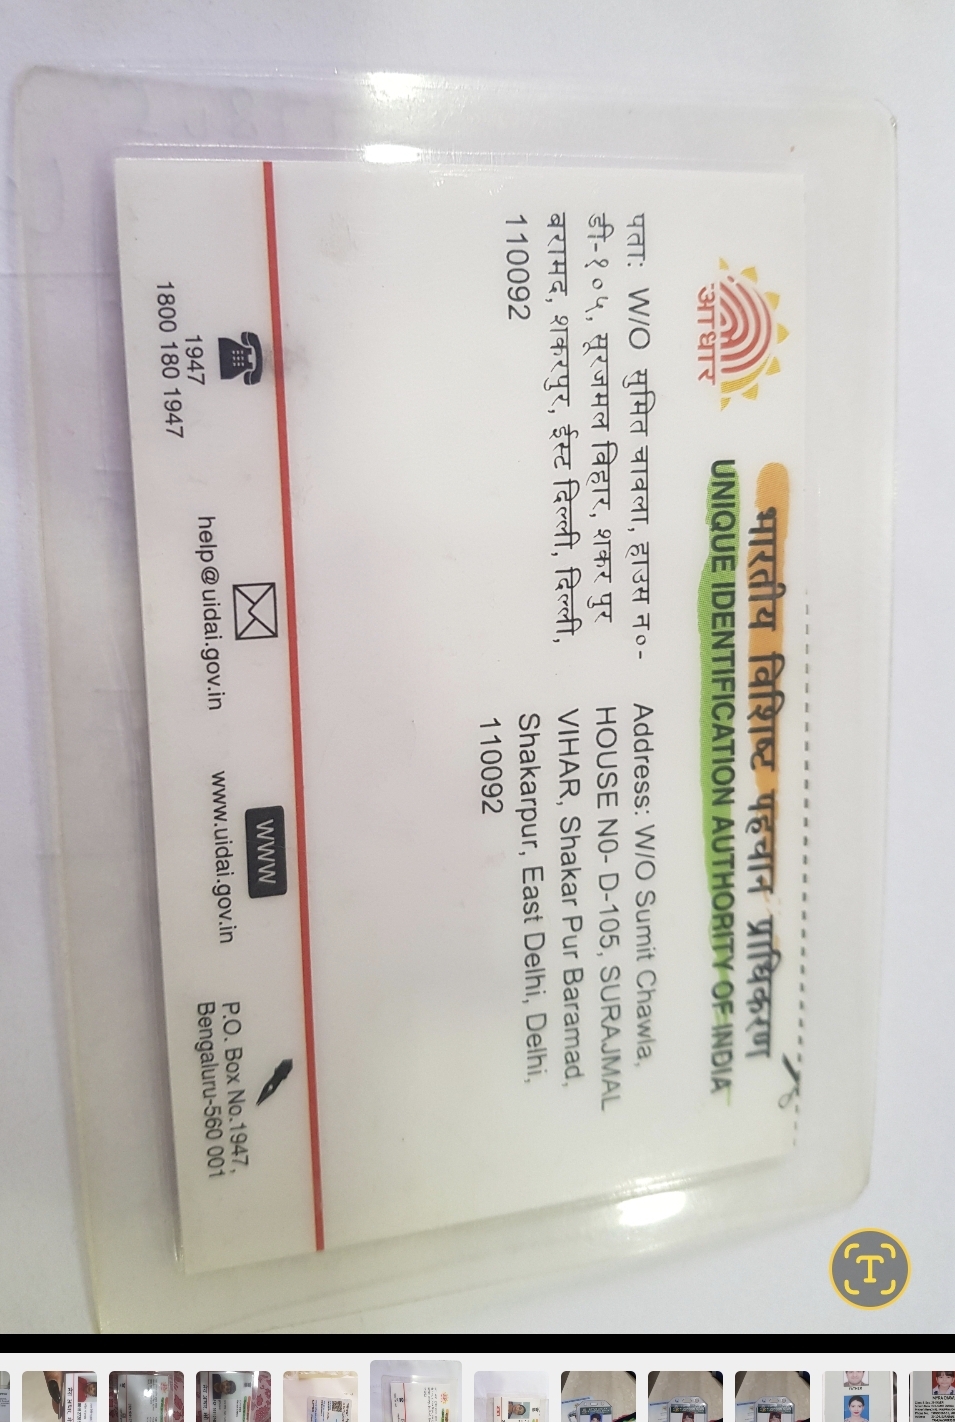 आधार
भारतीय विशिष्ट पहचान प्राधिकरण
UNIQUE IDENTIFICATION AUTHORITY OF INDIA
पता: W/O सुमित चावला, हाउस न०-
डी-१०५, सूरजमल विहार, शकर पुर
बरामद, शकरपुर, ईस्ट दिल्ली, दिल्ली,
110092
Address: W/O Sumit Chawla,
HOUSE N0- D-105, SURAJMAL
VIHAR, Shakar Pur Baramad,
Shakarpur, East Delhi, Delhi,
110092
1947
1800 180 1947
help@uidai.gov.in
WWW
www.uidai.gov.in
P.O. Box No.1947,
Bengaluru-560 001
T